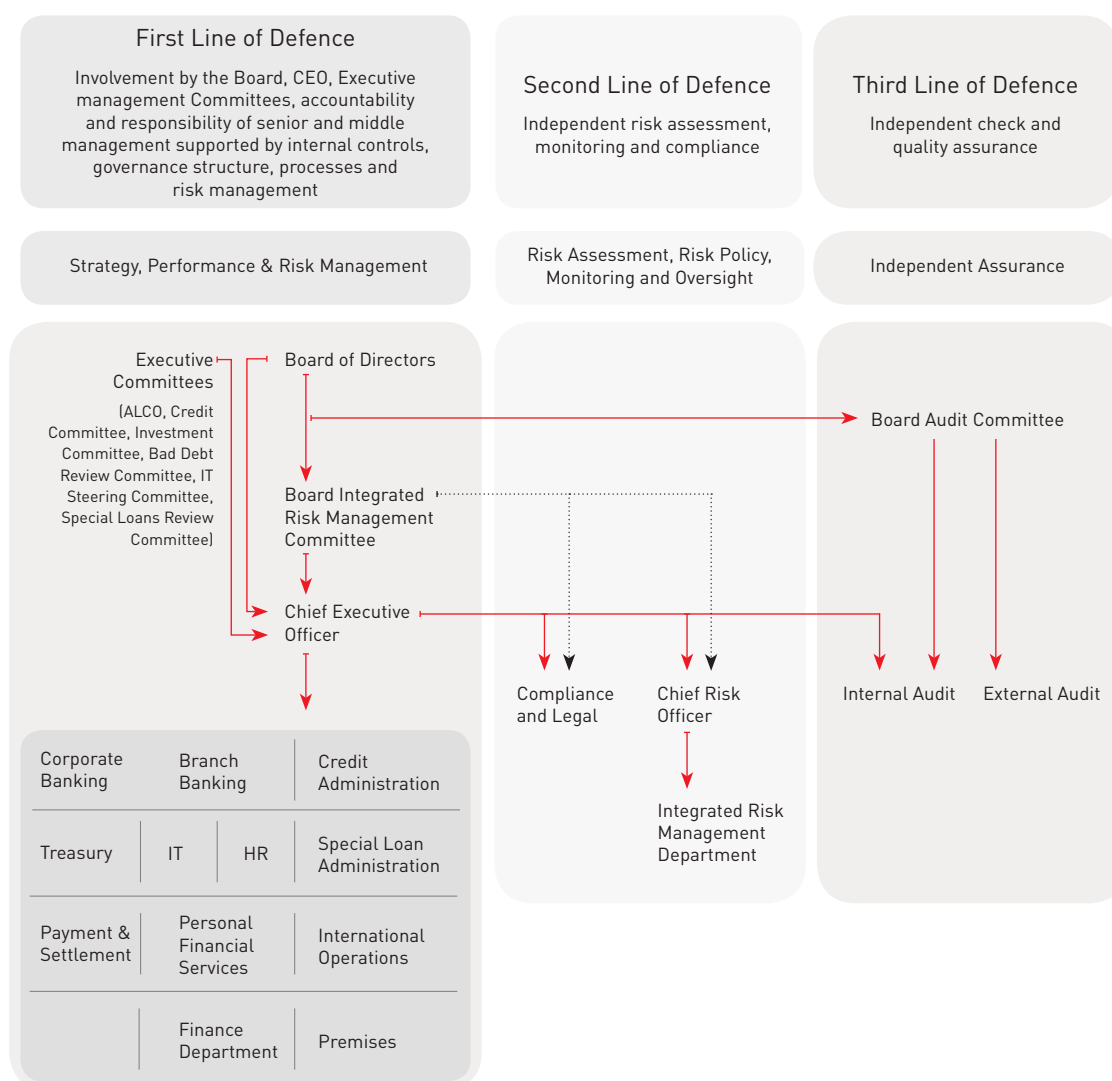 First Line of Defence
Involvement by the Board, CEO, Executive
management Committees, accountability
and responsibility of senior and middle
management supported by internal controls,
governance structure, processes and
risk management
Second Line of Defence
Independent risk assessment,
monitoring and compliance
Third Line of Defence
Independent check and
quality assurance
Strategy, Performance & Risk Management
Risk Assessment, Risk Policy,
Monitoring and Oversight
Independent Assurance
Executive
Committees
(ALCO, Credit
Committee, Investment
Committee, Bad Debt
Review Committee, IT
Steering Committee,
Special Loans Review
Committee)
Board of Directors
Board Integrated
Risk Management
Committee
Chief Executive
Officer
Board Audit Committee
Compliance
and Legal
Chief Risk
Officer
Integrated Risk
Management
Department
Internal Audit
External Audit
Corporate
Banking
Branch
Banking
Credit
Administration
Treasury
IT
HR
Special Loan
Administration
Payment &
Settlement
Personal
Financial
Services
International
Operations
Finance
Department
Premises